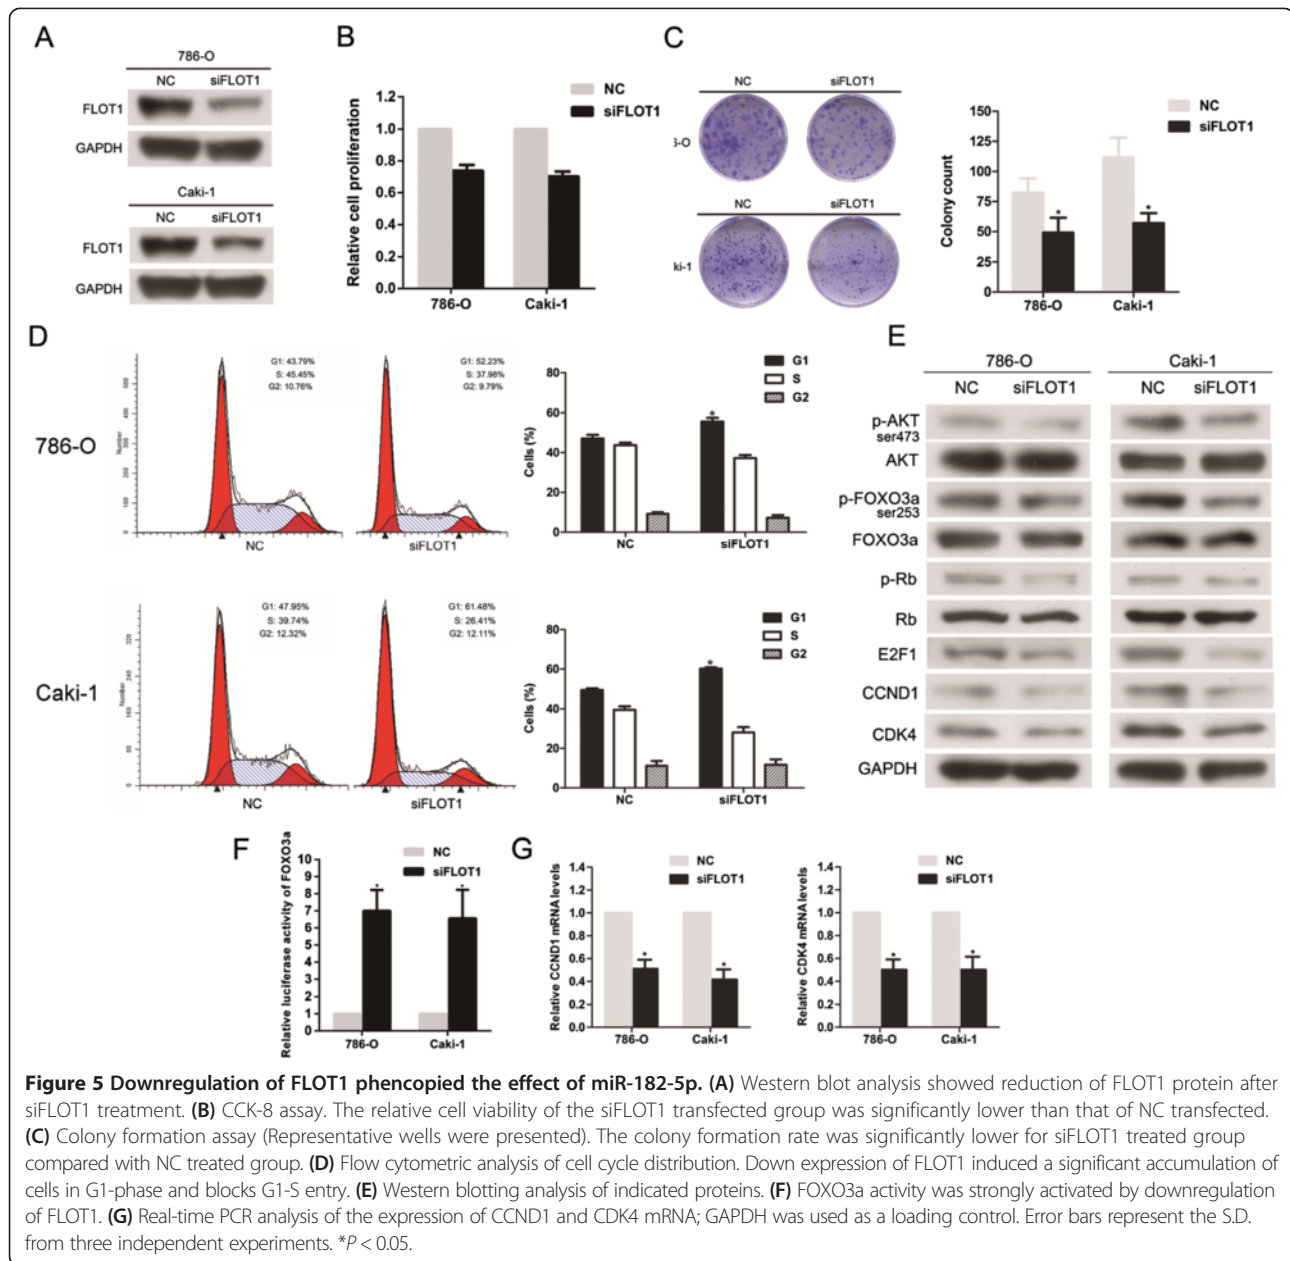 A
786-O
NC siFLOT1
FLOT1
GAPDH
Caki-1
NC siFLOT1
FLOT1
GAPDH
B
NC
siFLOT1
Relative cell proliferation
1.2
1.0
0.8
0.6
0.4
0.2
0.0
786-O Caki-1
C
NC siFLOT1
6-O
NC siFLOT1
ki-1
NC
siFLOT1
Colony count
150
125
100
75
50
25
0
* *
786-O Caki-1
D
786-O
Number
0 100 200 300 400 500
G1: 43.79%
S: 45.45%
G2: 10.76%
NC
G1: 52.23%
S: 37.98%
G2: 9.79%
siFLOT1
G1
S
G2
Cells (%)
80
60
40
20
0
*
NC siFLOT1
Caki-1
Number
0 80 160 240 320
G1: 47.95%
S: 39.74%
G2: 12.32%
NC
G1: 61.48%
S: 26.41%
G2: 12.11%
siFLOT1
G1
S
G2
Cells (%)
80
60
40
20
0
*
NC siFLOT1
E
786-O Caki-1
NC siFLOT1 NC siFLOT1
p-AKT
ser473
AKT
p-FOXO3a
ser253
FOXO3a
p-Rb
Rb
E2F1
CCND1
CDK4
GAPDH
F
NC
siFLOT1
Relative luciferase activity of FOXO3a
10
9
8
7
6
5
4
3
2
1
0
* *
786-O Caki-1
G
NC
siFLOT1
Relative CCND1 mRNA levels
1.4
1.2
1.0
0.8
0.6
0.4
0.2
0.0
* *
786-O Caki-1
NC
siFLOT1
Relative CDK4 mRNA levels
1.4
1.2
1.0
0.8
0.6
0.4
0.2
0.0
* *
786-O Caki-1
Figure 5 Downregulation of FLOT1 phencopied the effect of miR-182-5p. (A) Western blot analysis showed reduction of FLOT1 protein after
siFLOT1 treatment. (B) CCK-8 assay. The relative cell viability of the siFLOT1 transfected group was significantly lower than that of NC transfected.
(C) Colony formation assay (Representative wells were presented). The colony formation rate was significantly lower for siFLOT1 treated group
compared with NC treated group. (D) Flow cytometric analysis of cell cycle distribution. Down expression of FLOT1 induced a significant accumulation of
cells in G1-phase and blocks G1-S entry. (E) Western blotting analysis of indicated proteins. (F) FOXO3a activity was strongly activated by downregulation
of FLOT1. (G) Real-time PCR analysis of the expression of CCND1 and CDK4 mRNA; GAPDH was used as a loading control. Error bars represent the S.D.
from three independent experiments. *P < 0.05.